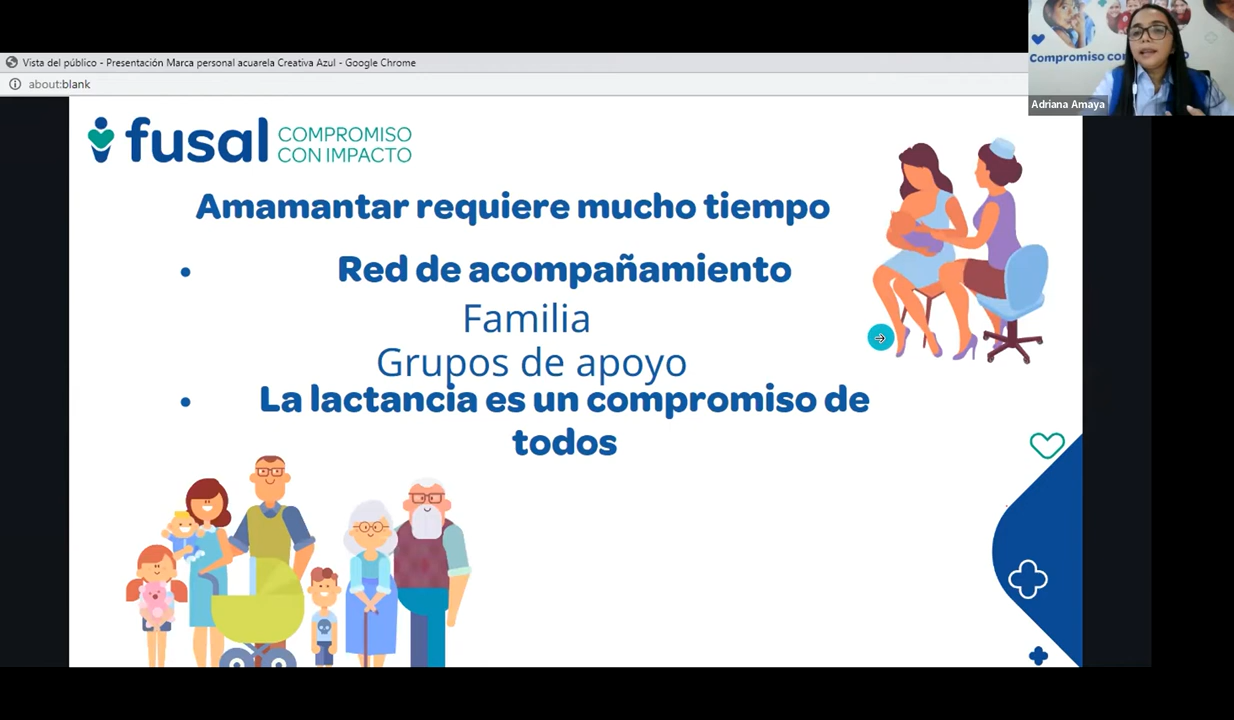 Vista del público - Presentación Marca personal acuarela Creativa Azul - Google Chrome
about:blank
Compromiso co
Adriana Amaya
fusal COMPROMISO
CON IMPACTO
Amamantar requiere mucho tiempo
• Red de acompañamiento
Familia
Grupos de apoyo
• La lactancia es un compromiso de
todos